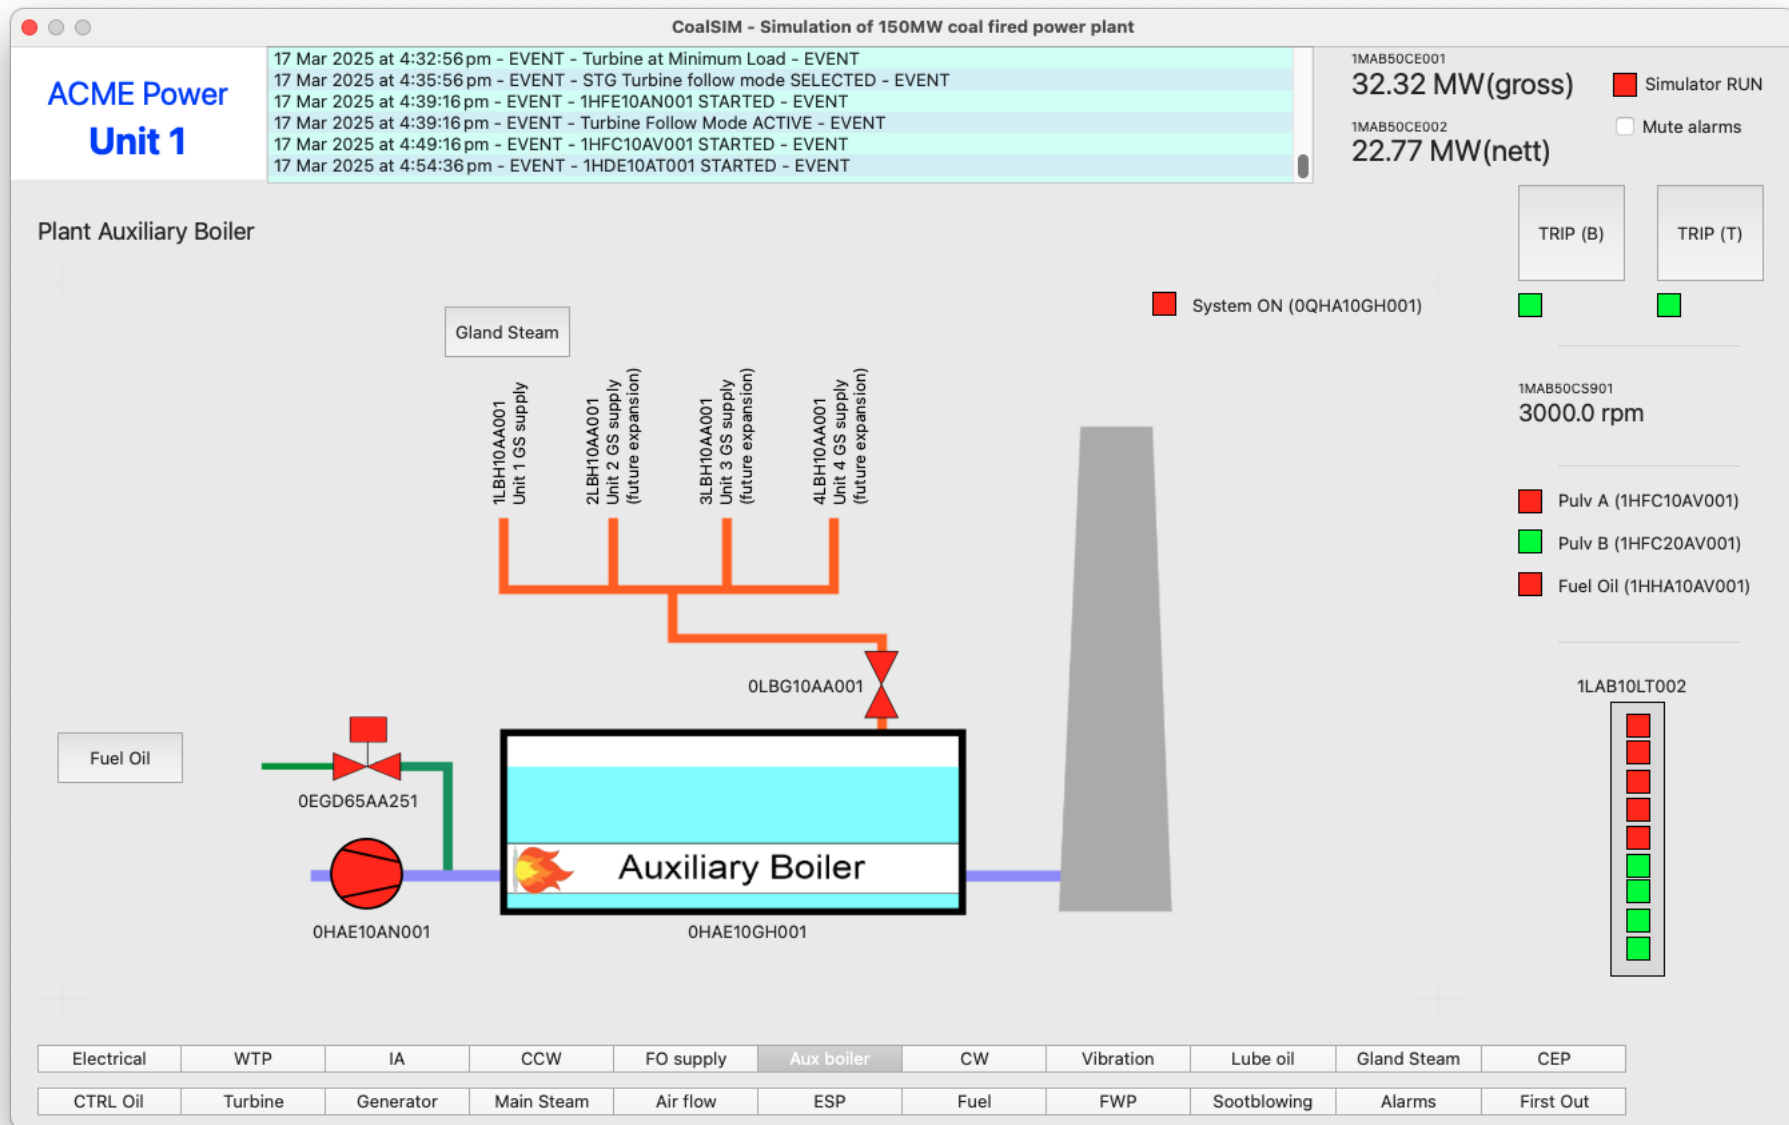 CoalSIM - Simulation of 150MW coal fired power plant
ACME Power
Unit 1
17 Mar 2025 at 4:32:56 pm - EVENT - Turbine at Minimum Load - EVENT
17 Mar 2025 at 4:35:56 pm - EVENT - STG Turbine follow mode SELECTED - EVENT
17 Mar 2025 at 4:39:16 pm - EVENT - 1HFE10AN001 STARTED - EVENT
17 Mar 2025 at 4:39:16 pm - EVENT - Turbine Follow Mode ACTIVE - EVENT
17 Mar 2025 at 4:49:16 pm - EVENT - 1HFC10AV001 STARTED - EVENT
17 Mar 2025 at 4:54:36 pm - EVENT - 1HDE10AT001 STARTED - EVENT
1MAB50CE001
32.32 MW(gross)
1MAB50CE002
22.77 MW(nett)
Simulator RUN
Mute alarms
TRIP (B)
TRIP (T)
Plant Auxiliary Boiler
Gland Steam
System ON (0QHA10GH001)
1LBH10AA001
Unit 1 GS supply
2LBH10AA001
Unit 2 GS supply
(future expansion)
3LBH10AA001
Unit 3 GS supply
(future expansion)
4LBH10AA001
Unit 4 GS supply
(future expansion)
1MAB50CS901
3000.0 rpm
Pulv A (1HFC10AV001)
Pulv B (1HFC20AV001)
Fuel Oil (1HHA10AV001)
0LBG10AA001
1LAB10LT002
Fuel Oil
0EGD65AA251
Auxiliary Boiler
0HAE10AN001
0HAE10GH001
Electrical
WTP
IA
CCW
FO supply
Aux boiler
CW
Vibration
Lube oil
Gland Steam
CEP
CTRL Oil
Turbine
Generator
Main Steam
Air flow
ESP
Fuel
FWP
Sootblowing
Alarms
First Out